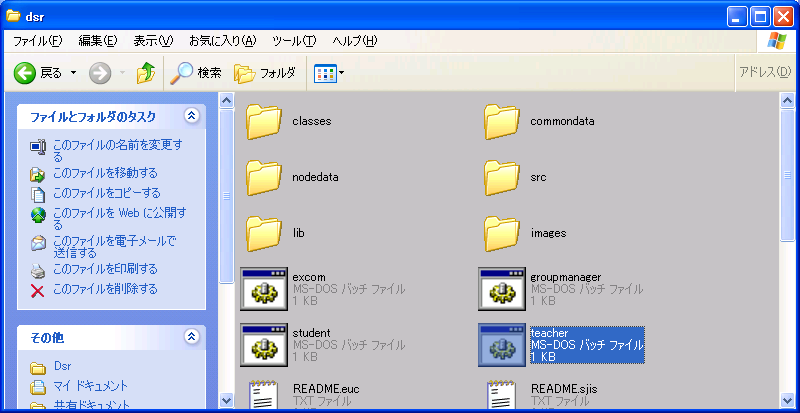 dsr
ファイル(F) 編集(E) 表示(V) お気に入り(A) ツール(T) ヘルプ(H)
戻る 検索 フォルダ アドレス(D)
ファイルとフォルダのタスク
このファイルの名前を変更す
る
このファイルを移動する
このファイルをコピーする
このファイルを Web に公開す
る
このファイルを電子メールで
送信する
このファイルを印刷する
このファイルを削除する
その他
Dsr
マイ ドキュメント
共有ドキュメント
classes
commondata
nodedata
src
lib
images
excom
MS-DOS バッチ ファイル
1 KB
groupmanager
MS-DOS バッチ ファイル
1 KB
student
MS-DOS バッチ ファイル
1 KB
teacher
MS-DOS バッチ ファイル
1 KB
README.euc
TXT ファイル
README.sjis
TXT ファイル